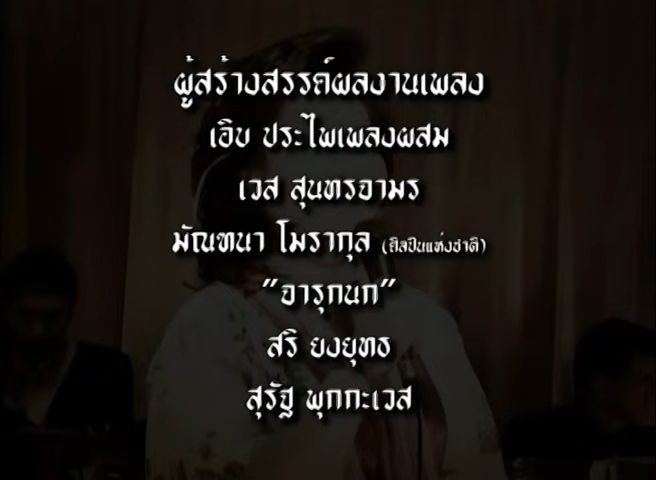 ผู้สร้างสรรค์ผลงานเพลง
เอิบ ประไพเพลงผสม
เวส สุนทรจามร
มัณฑนา โมรากุล (ศิลปินแห่งชาติ)
"จารุกนก"
สริ ยงยุทธ
สุรัฐ พุกกะเวส